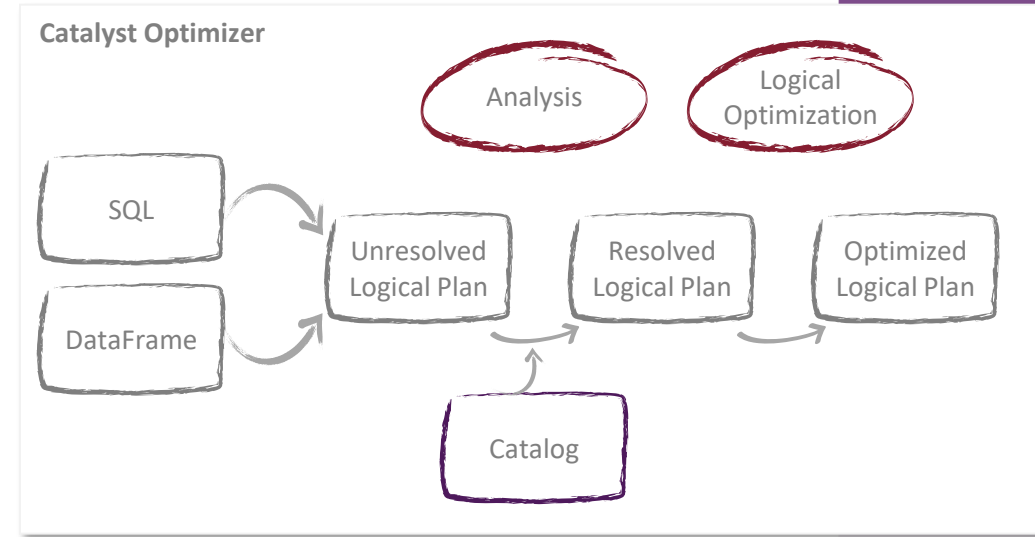 Catalyst Optimizer
Analysis
Logical
Optimization
SQL
DataFrame
Unresolved
Logical Plan
Resolved
Logical Plan
Optimized
Logical Plan
Catalog